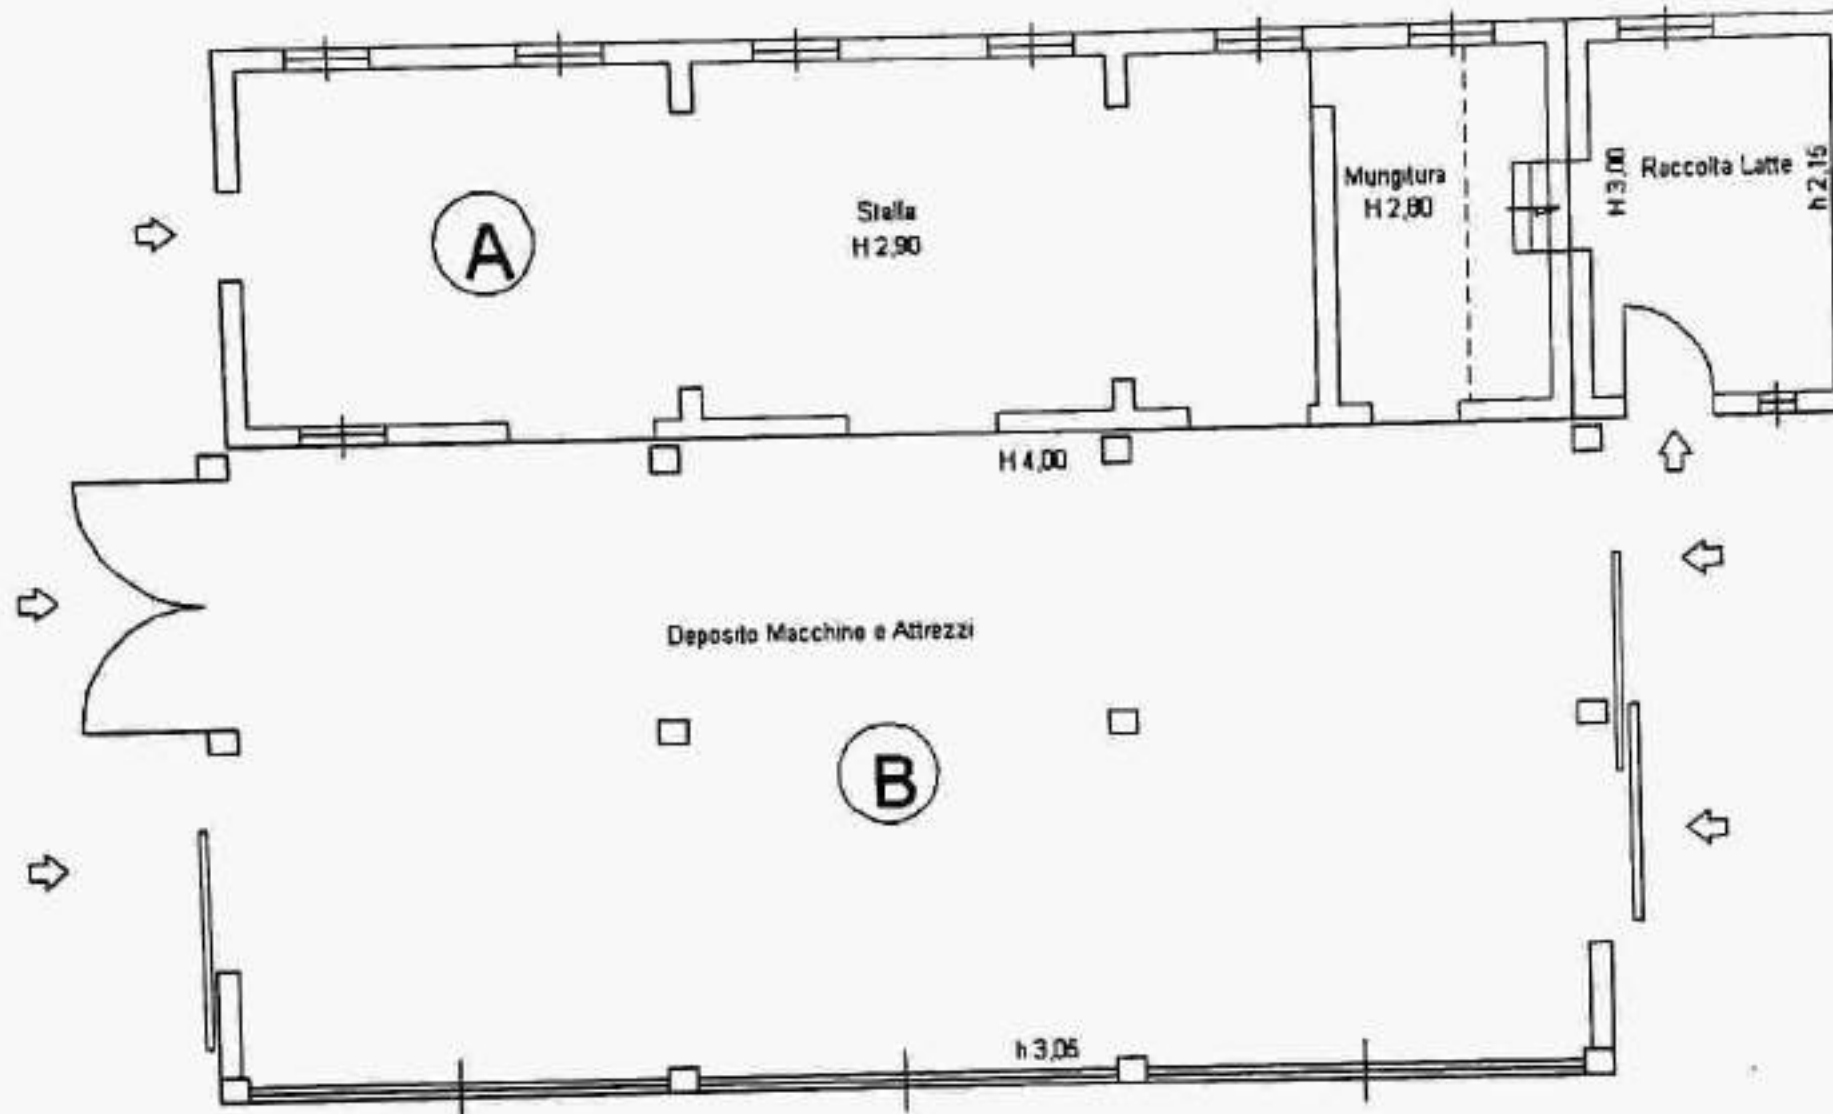 A
Stalla
H 2,90
Mungitura
H 2,80
H 3,00
Raccolta Latte
h 2,15
H 4,00
Deposito Macchine e Attrezzi
B
h 3,05